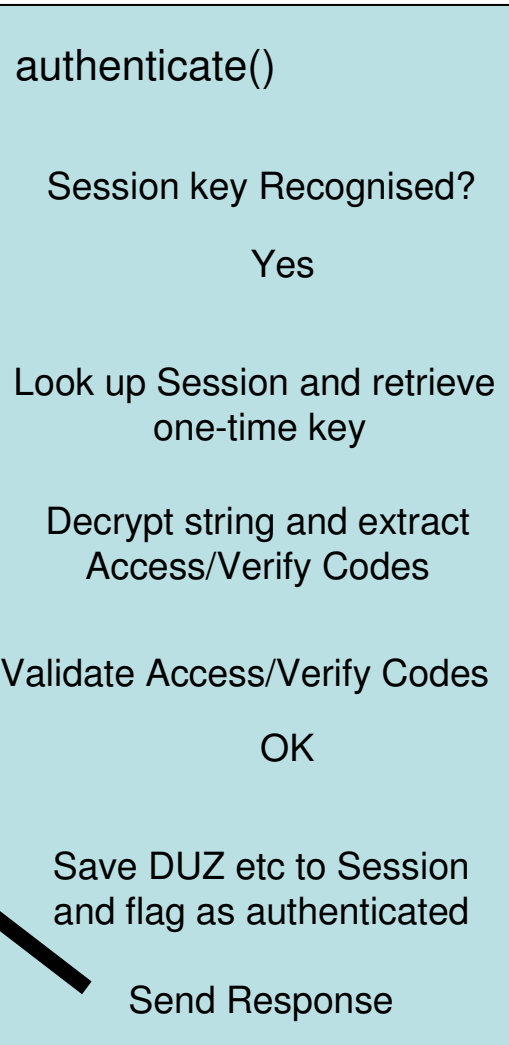 authenticate()
Session key Recognised?
Yes
Look up Session and retrieve
one-time key
Decrypt string and extract
Access/Verify Codes
Validate Access/Verify Codes
OK
Save DUZ etc to Session
and flag as authenticated
Send Response